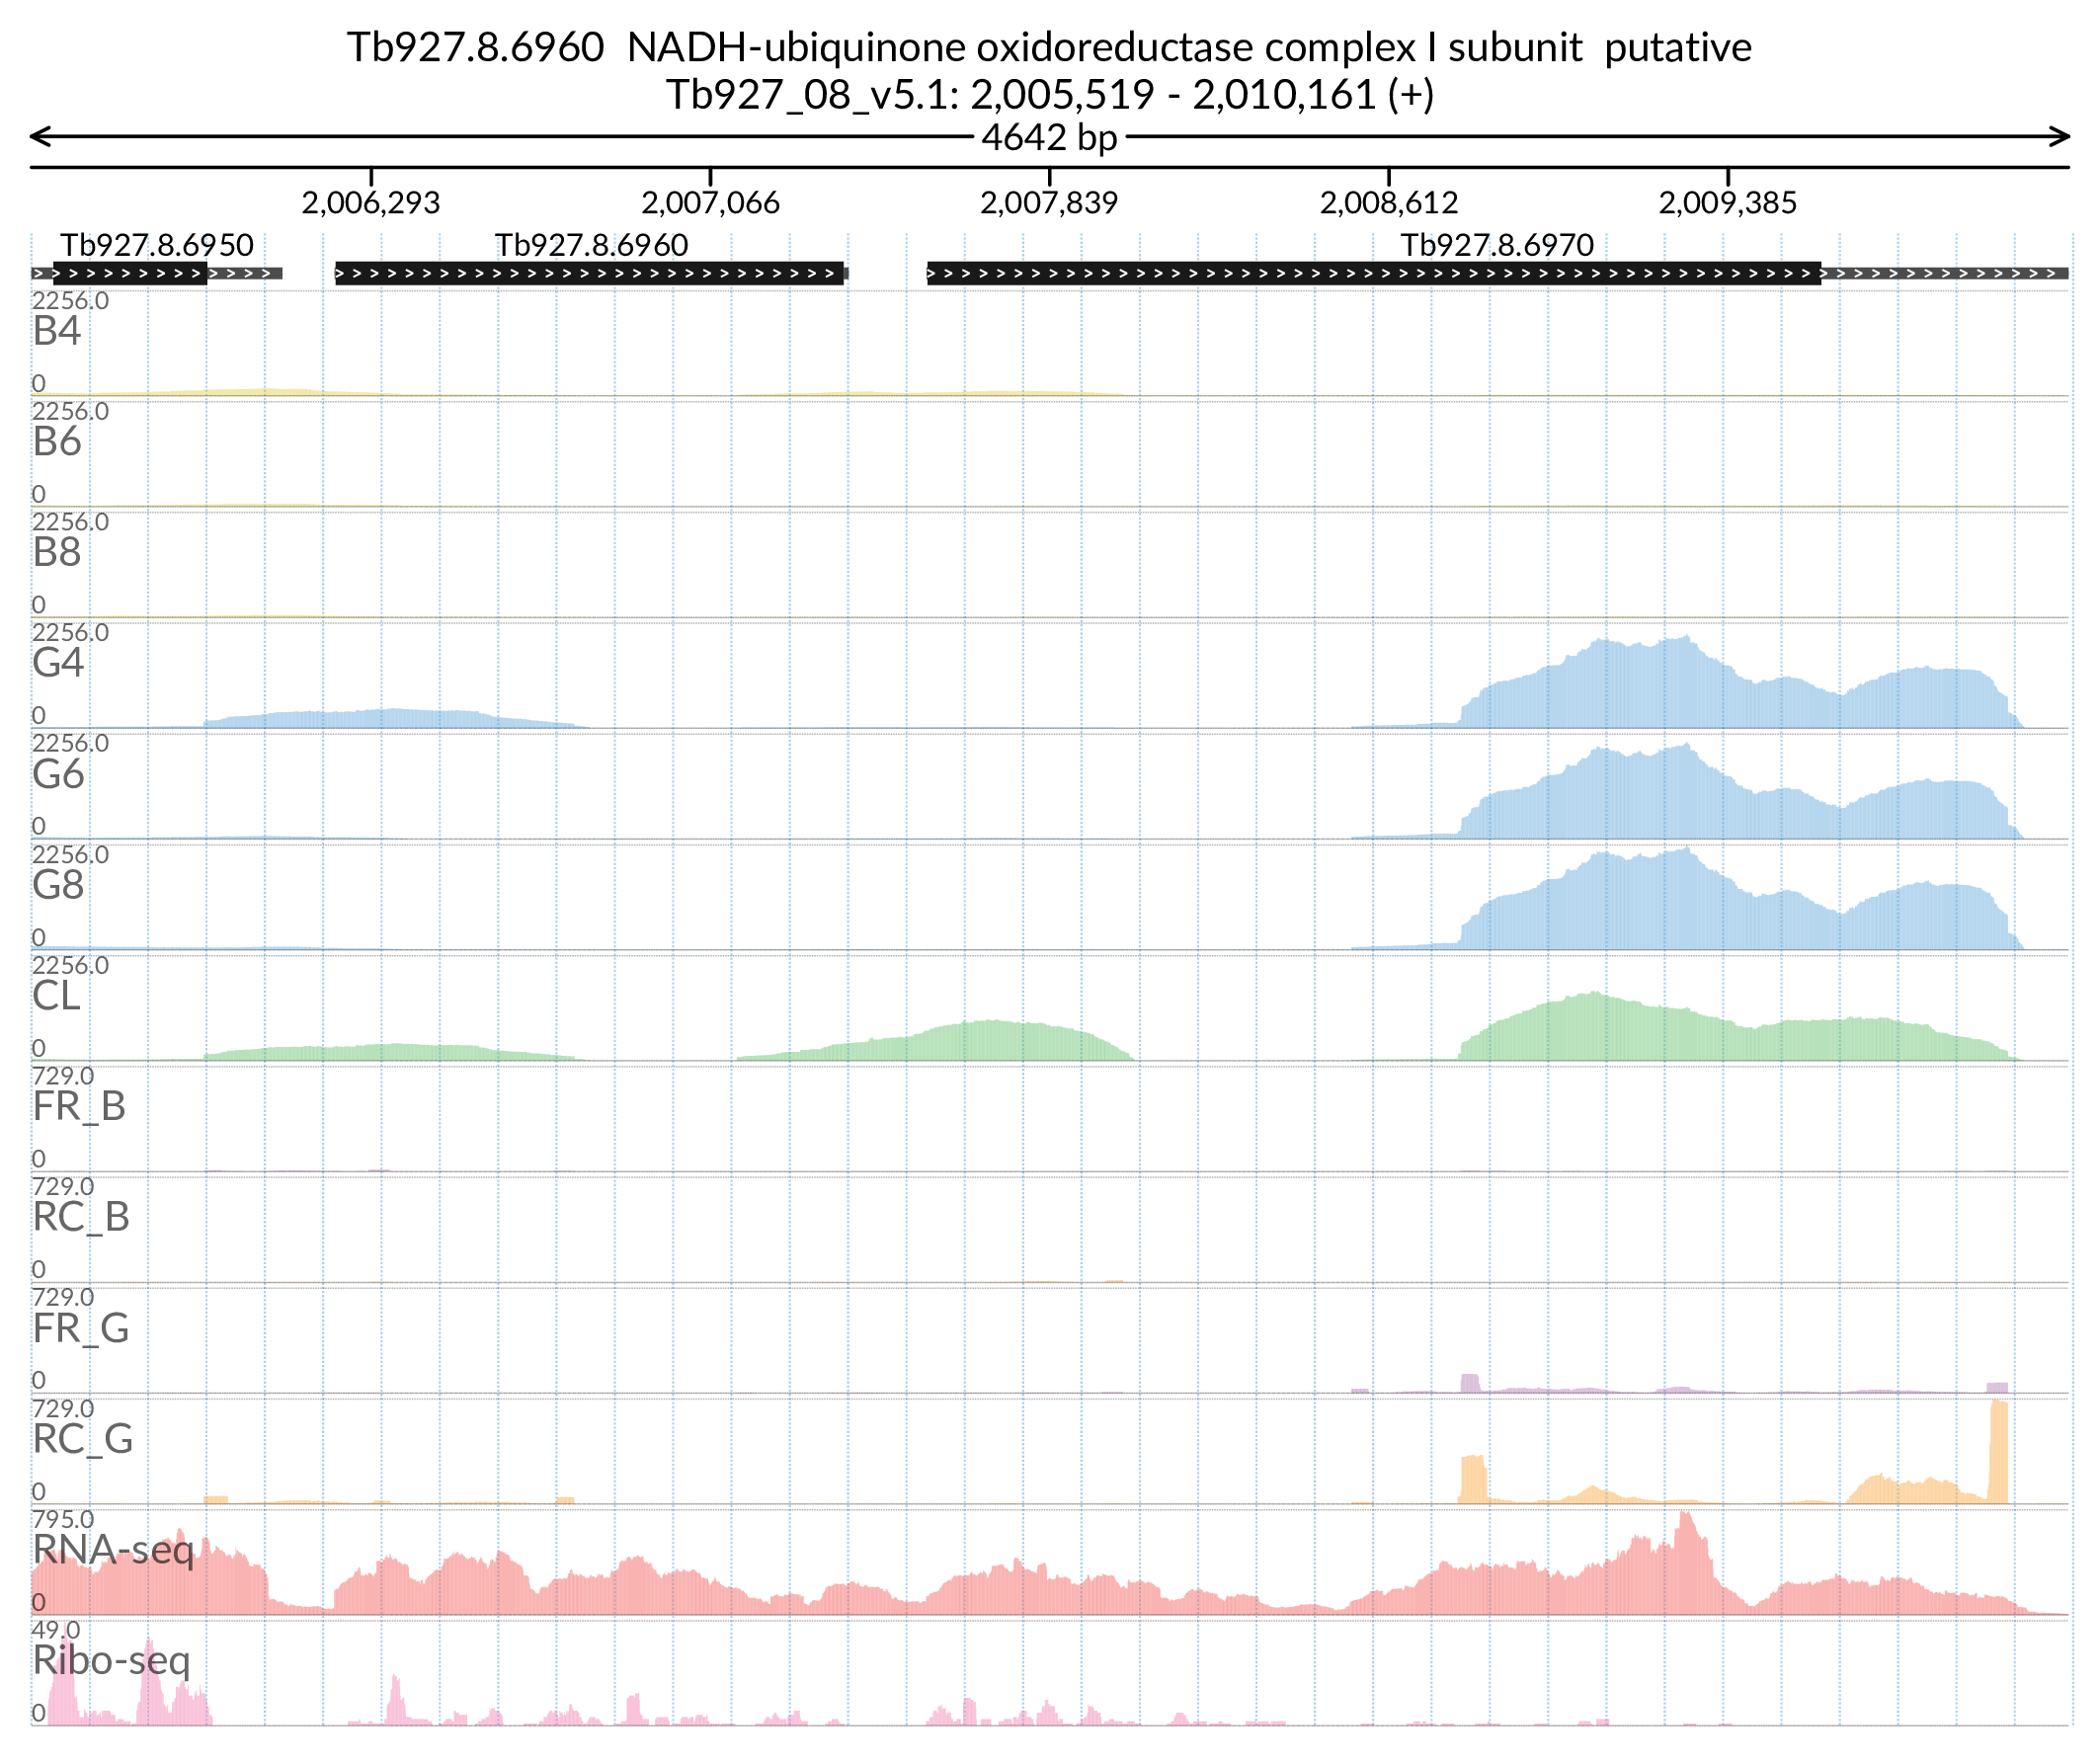 Tb927.8.6960  NADH-ubiquinone oxidoreductase complex I subunit  putative
Tb927_08_v5.1: 2,005,519 - 2,010,161 (+)
4642 bp
2,006,293 2,007,066 2,007,839 2,008,612 2,009,385
Tb927.8.6950 Tb927.8.6960 Tb927.8.6970
2256.0
B4
0
2256.0
B6
0
2256.0
B8
0
2256.0
G4
0
2256.0
G6
0
2256.0
G8
0
2256.0
CL
0
729.0
FR_B
0
729.0
RC_B
0
729.0
FR_G
0
729.0
RC_G
0
795.0
RNA-seq
0
49.0
Ribo-seq
0